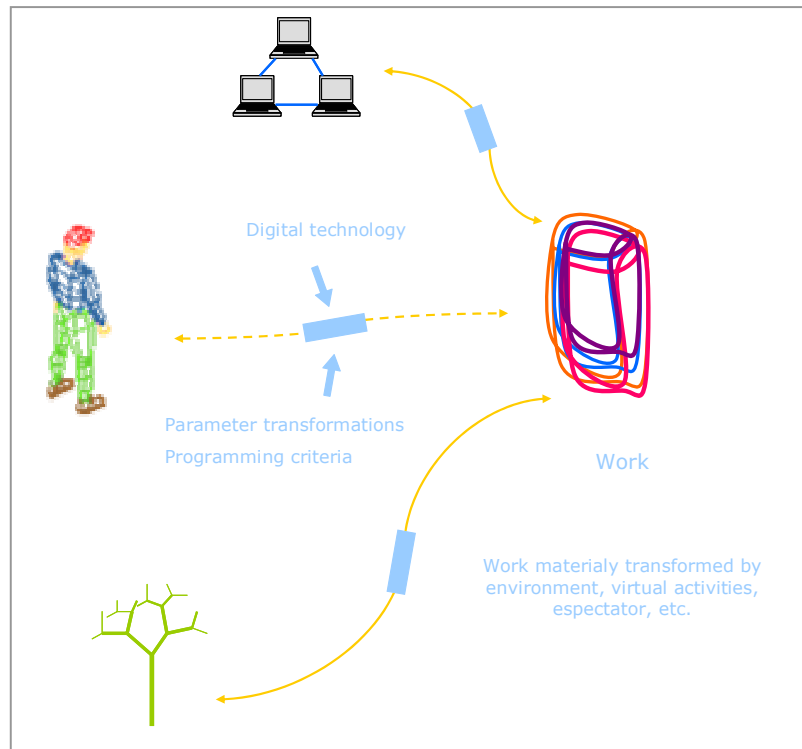 Digital technology
Parameter transformations
Programming criteria
Work
Work materialy transformed by
environment, virtual activities,
espectator, etc.